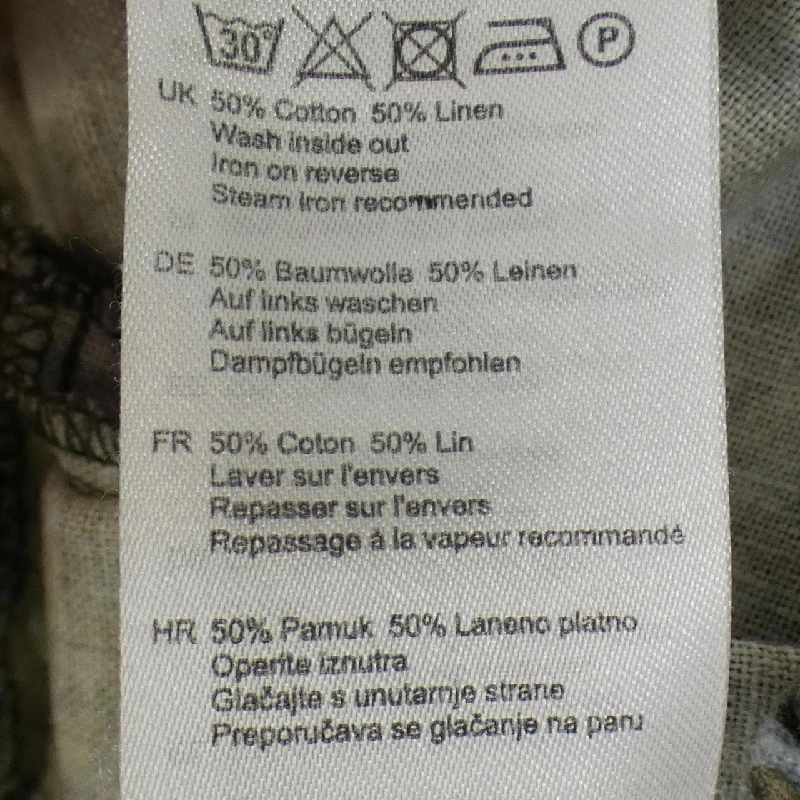 30°
P
UK 50% Cotton 50% Linen
Wash inside out
Iron on reverse
Steam iron recommended
DE 50% Baumwolle 50% Leinen
Auf links waschen
Auf links bügeln
Dampfbügeln empfohlen
FR 50% Coton 50% Lin
Laver sur l'envers
Repasser sur l'envers
Repassage à la vapeur recommandé
HR 50% Pamuk 50% Laneno platno
Operite iznutra
Glačajte s unutarnje strane
Preporučava se glačanje na paru